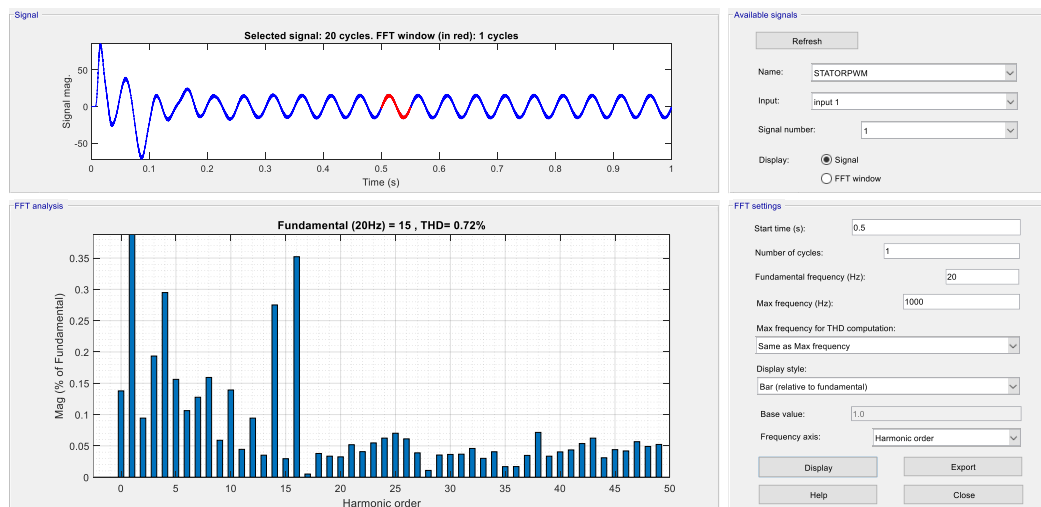 Signal
Selected signal: 20 cycles. FFT window (in red): 1 cycles
50
0
-50
Signal mag.
0 0.1 0.2 0.3 0.4 0.5 0.6 0.7 0.8 0.9 1
Time (s)
Available signals
Refresh
Name: STATORPWM
Input: input 1
Signal number: 1
Display: Signal
FFT window
FFT analysis
Fundamental (20Hz) = 15 , THD= 0.72%
0.35
0.3
0.25
0.2
0.15
0.1
0.05
0
Mag (% of Fundamental)
0 5 10 15 20 25 30 35 40 45 50
Harmonic order
FFT settings
Start time (s): 0.5
Number of cycles: 1
Fundamental frequency (Hz): 20
Max frequency (Hz): 1000
Max frequency for THD computation:
Same as Max frequency
Display style:
Bar (relative to fundamental)
Base value: 1.0
Frequency axis: Harmonic order
Display Export
Help Close